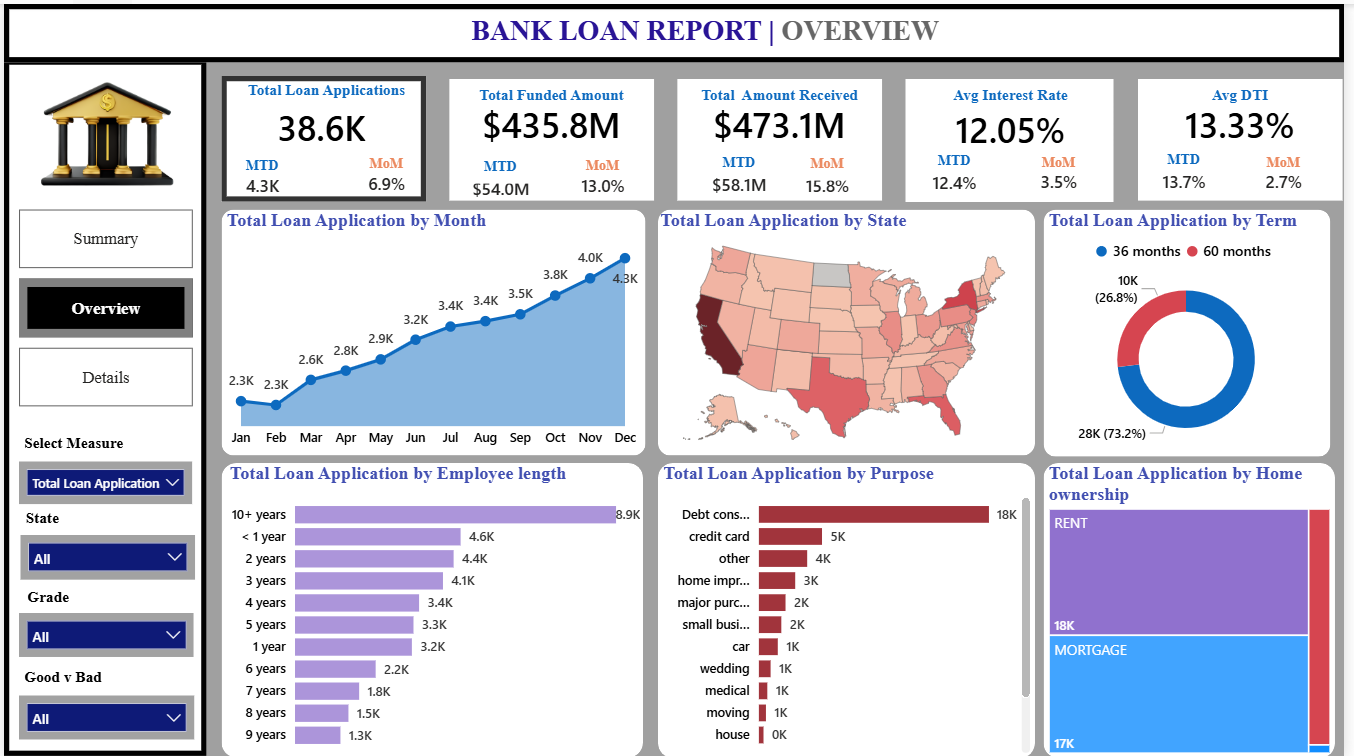 BANK LOAN REPORT | OVERVIEW
$
Summary
Overview
Details
Select Measure
Total Loan Application
State
All
Grade
All
Good v Bad
All
Total Loan Applications
38.6K
MTD MoM
4.3K 6.9%
Total Funded Amount
$435.8M
MTD MoM
$54.0M 13.0%
Total Amount Received
$473.1M
MTD MoM
$58.1M 15.8%
Avg Interest Rate
12.05%
MTD MoM
12.4% 3.5%
Avg DTI
13.33%
MTD MoM
13.7% 2.7%
Total Loan Application by Month
2.3K 2.3K 2.6K 2.8K 2.9K 3.2K 3.4K 3.4K 3.5K 3.8K 4.0K 4.3K
Jan Feb Mar Apr May Jun Jul Aug Sep Oct Nov Dec
Total Loan Application by State
Total Loan Application by Term
36 months 60 months
10K
(26.8%)
28K (73.2%)
Total Loan Application by Employee length
10+ years 8.9K
< 1 year 4.6K
2 years 4.4K
3 years 4.1K
4 years 3.4K
5 years 3.3K
1 year 3.2K
6 years 2.2K
7 years 1.8K
8 years 1.5K
9 years 1.3K
Total Loan Application by Purpose
Debt cons... 18K
credit card 5K
other 4K
home impr... 3K
major purc... 2K
small busi... 2K
car 1K
wedding 1K
medical 1K
moving 1K
house 0K
Total Loan Application by Home
ownership
RENT
18K
MORTGAGE
17K